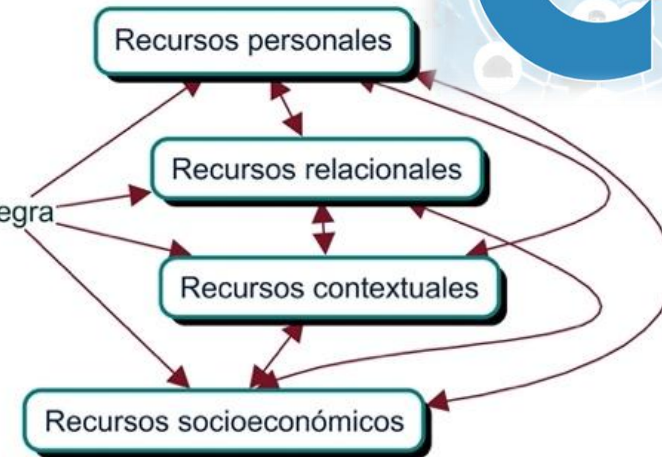 Recursos personales
Recursos relacionales
egra
Recursos contextuales
Recursos socioeconómicos